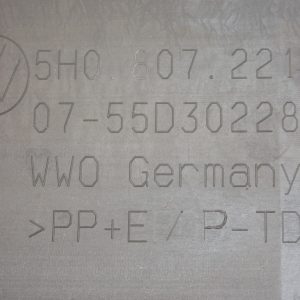 5H0.807.221
07-55D30228
WWO Germany
>PP+E / P-TD